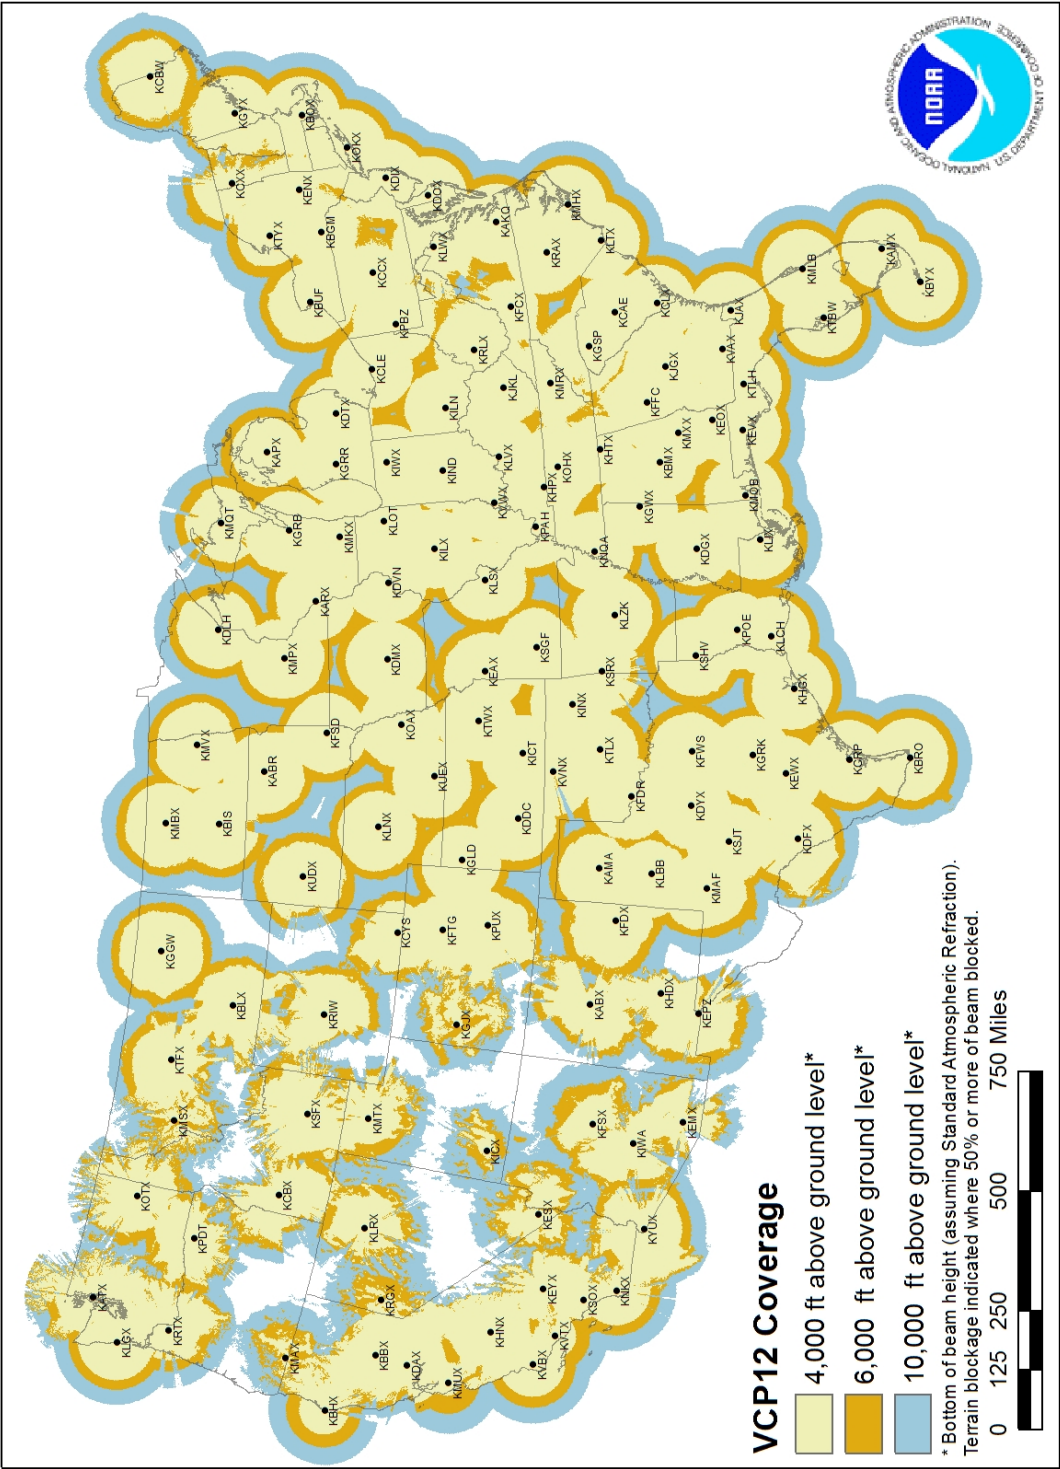 VCP12 Coverage
4,000 ft above ground level*
6,000 ft above ground level*
10,000 ft above ground level*
* Bottom of beam height (assuming Standard Atmospheric Refraction).
Terrain blockage indicated where 50% or more of beam blocked.
0 125 250 500 750 Miles
NATIONAL OCEANIC AND ATMOSPHERIC ADMINISTRATION
U.S. DEPARTMENT OF COMMERCE
NOAA
KATX
KLGX
KRTX
KOTX
KPDT
KMSX
KTFX
KGGW
KBLX
KMBX
KBIS
KMVX
KABR
KUDX
KDLH
KMPX
KMQT
KAPX
KGRB
KARX
KMKX
KGRR
KDTX
KCBW
KGYX
KCXX
KTYX
KENX
KBOX
KBGM
KBUF
KOKX
KMAX
KBHX
KCBX
KSFX
KRIW
KLRX
KMTX
KRGX
KBBX
KDAX
KMUX
KHNX
KFSD
KLNX
KOAX
KUEX
KDMX
KDVN
KLOT
KILX
KIWX
KIND
KCLE
KILN
KPBZ
KCCX
KDIX
KDOX
KLWX
KAKQ
KCYS
KFTG
KPUX
KGJX
KICX
KGLD
KDDC
KICT
KTWX
KEAX
KLSX
KSGF
KVWX
KLVX
KJKL
KRLX
KFCX
KPAH
KHPX
KOHX
KMRX
KRAX
KMHX
KLTX
KESX
KEYX
KVBX
KVTX
KSOX
KNKX
KYUX
KFSX
KIWA
KEMX
KABX
KHDX
KEPZ
KFDX
KAMA
KLBB
KMAF
KVNX
KINX
KTLX
KSRX
KFDR
KFWS
KDYX
KSJT
KDFX
KGRK
KEWX
KCRP
KBRO
KLZK
KNQA
KSHV
KPOE
KLCH
KHGX
KDGX
KLIX
KGWX
KHTX
KBMX
KMXX
KEOX
KEVX
KMOB
KFFC
KJGX
KGSP
KCAE
KCLX
KVAX
KTLH
KJAX
KMLB
KTBW
KAMX
KBYX